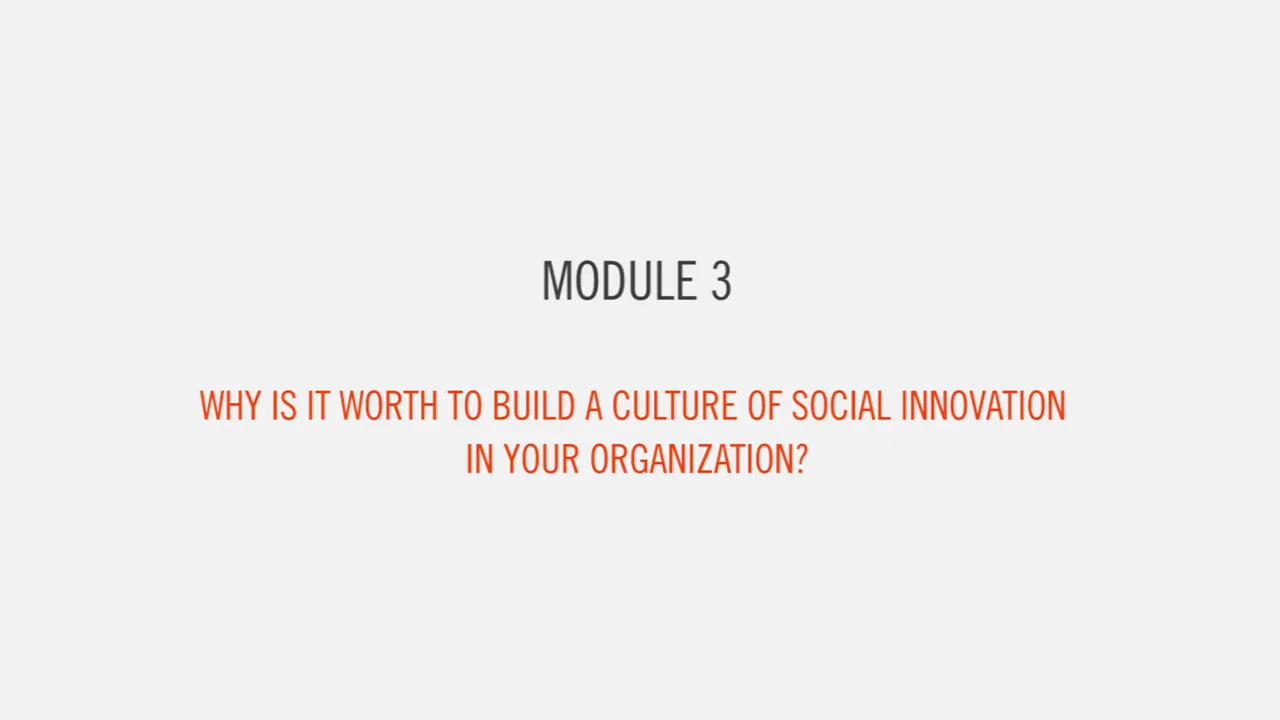 MODULE 3
WHY IS IT WORTH TO BUILD A CULTURE OF SOCIAL INNOVATION
IN YOUR ORGANIZATION?